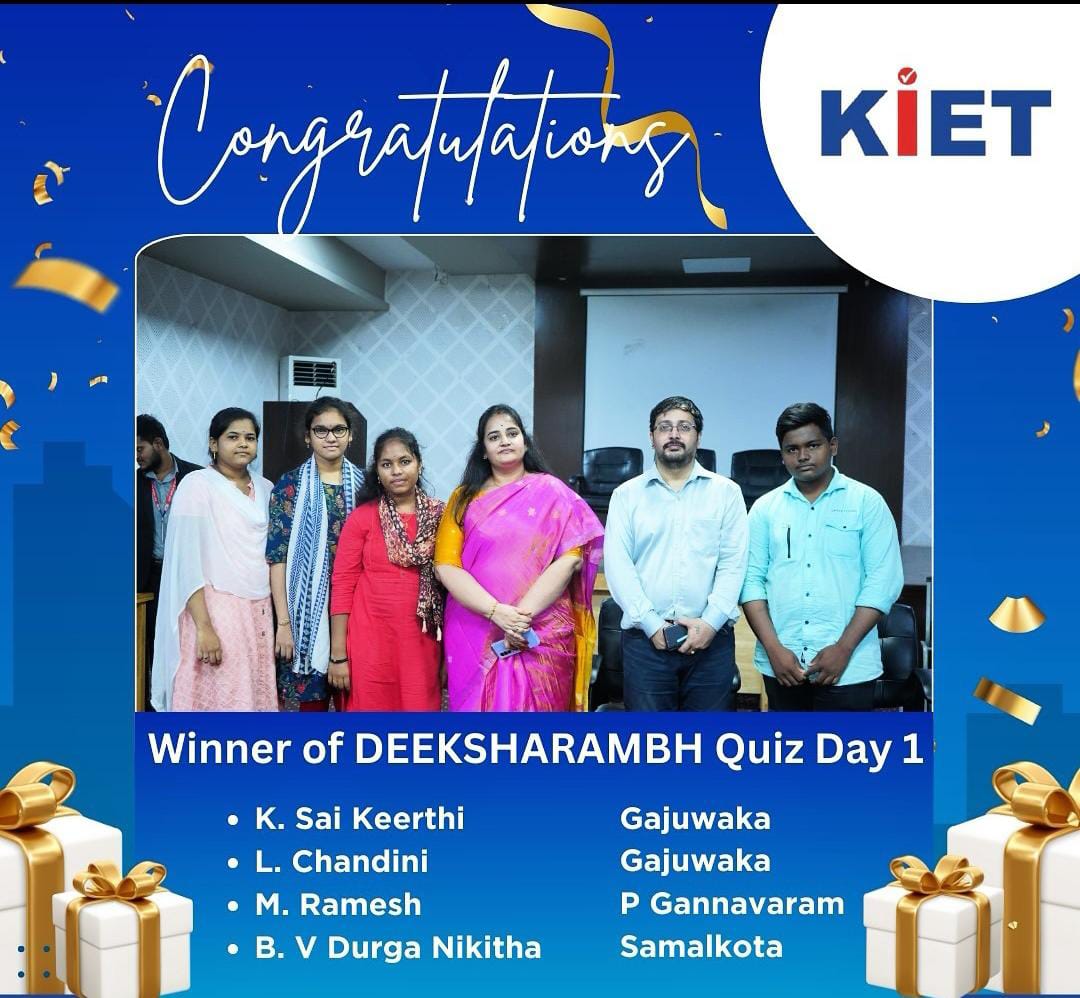 Congratulations
KIET
Winner of DEEKSHARAMBH Quiz Day 1
• K. Sai Keerthi Gajuwaka
• L. Chandini Gajuwaka
• M. Ramesh P Gannavaram
• B. V Durga Nikitha Samalkota